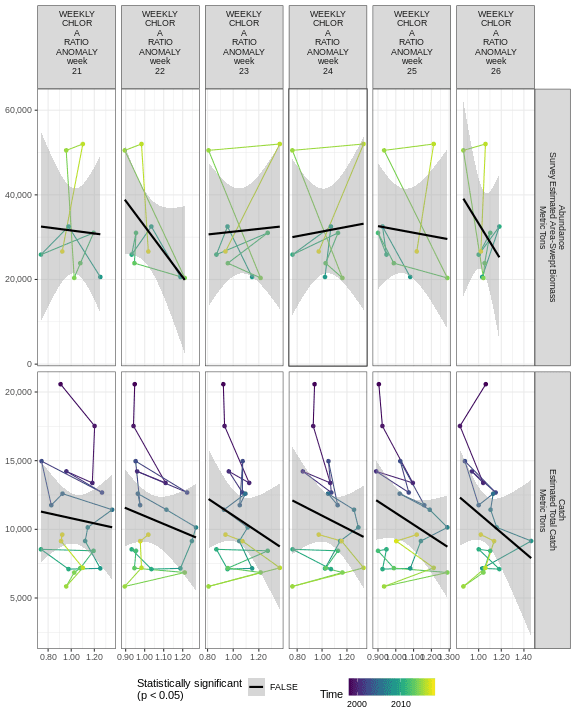 WEEKLY
CHLOR
A
RATIO
ANOMALY
week
21
WEEKLY
CHLOR
A
RATIO
ANOMALY
week
22
WEEKLY
CHLOR
A
RATIO
ANOMALY
week
23
WEEKLY
CHLOR
A
RATIO
ANOMALY
week
24
WEEKLY
CHLOR
A
RATIO
ANOMALY
week
25
WEEKLY
CHLOR
A
RATIO
ANOMALY
week
26
60,000
40,000
20,000
0
Abundance
Survey Estimated Area-Swept Biomass
Metric Tons
20,000
15,000
10,000
5,000
Catch
Estimated Total Catch
Metric Tons
0.80 1.00 1.20
0.90 1.00 1.10 1.20
0.80 1.00 1.20
0.80 1.00 1.20
0.900 1.000 1.100 1.200 1.300
1.00 1.20 1.40
Statistically significant
(p < 0.05)
FALSE
Time
2000 2010